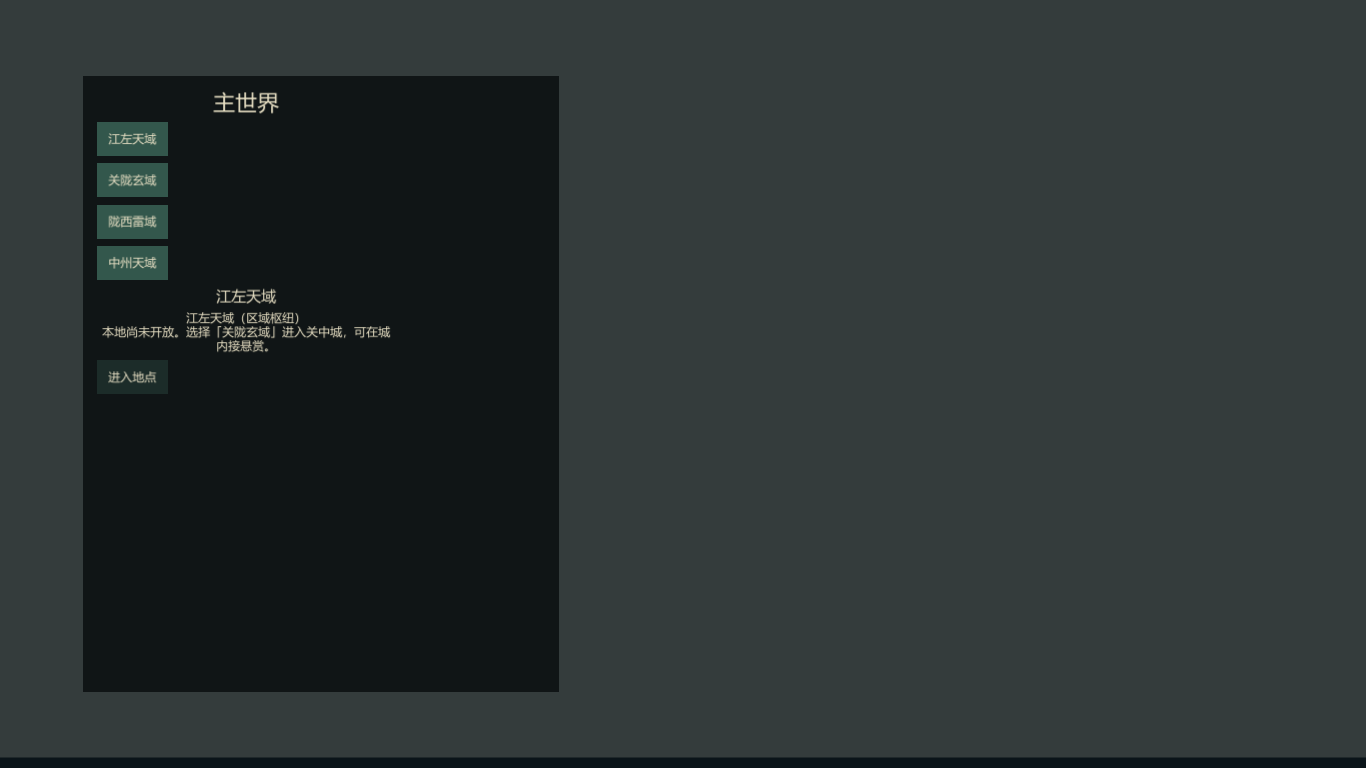 主世界
江左天域
关陇玄域
陇西雷域
中州天域
江左天域
江左天域（区域枢纽）
本地尚未开放。选择「关陇玄域」进入关中城，可在城
内接悬赏。
进入地点